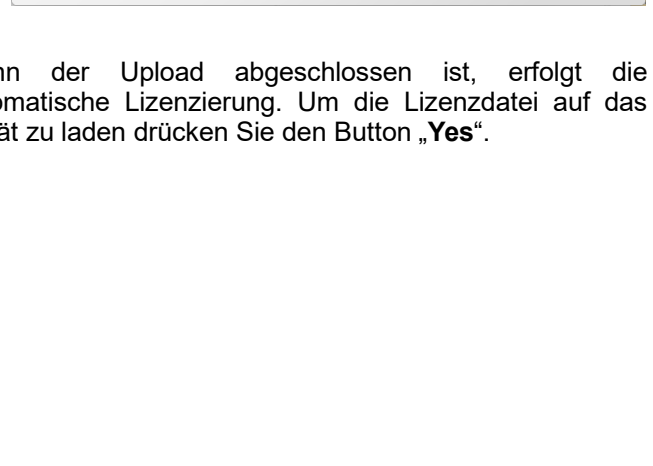 nn der Upload abgeschlossen ist, erfolgt die
omatische Lizenzierung. Um die Lizenzdatei auf das
ät zu laden drücken Sie den Button „Yes“.